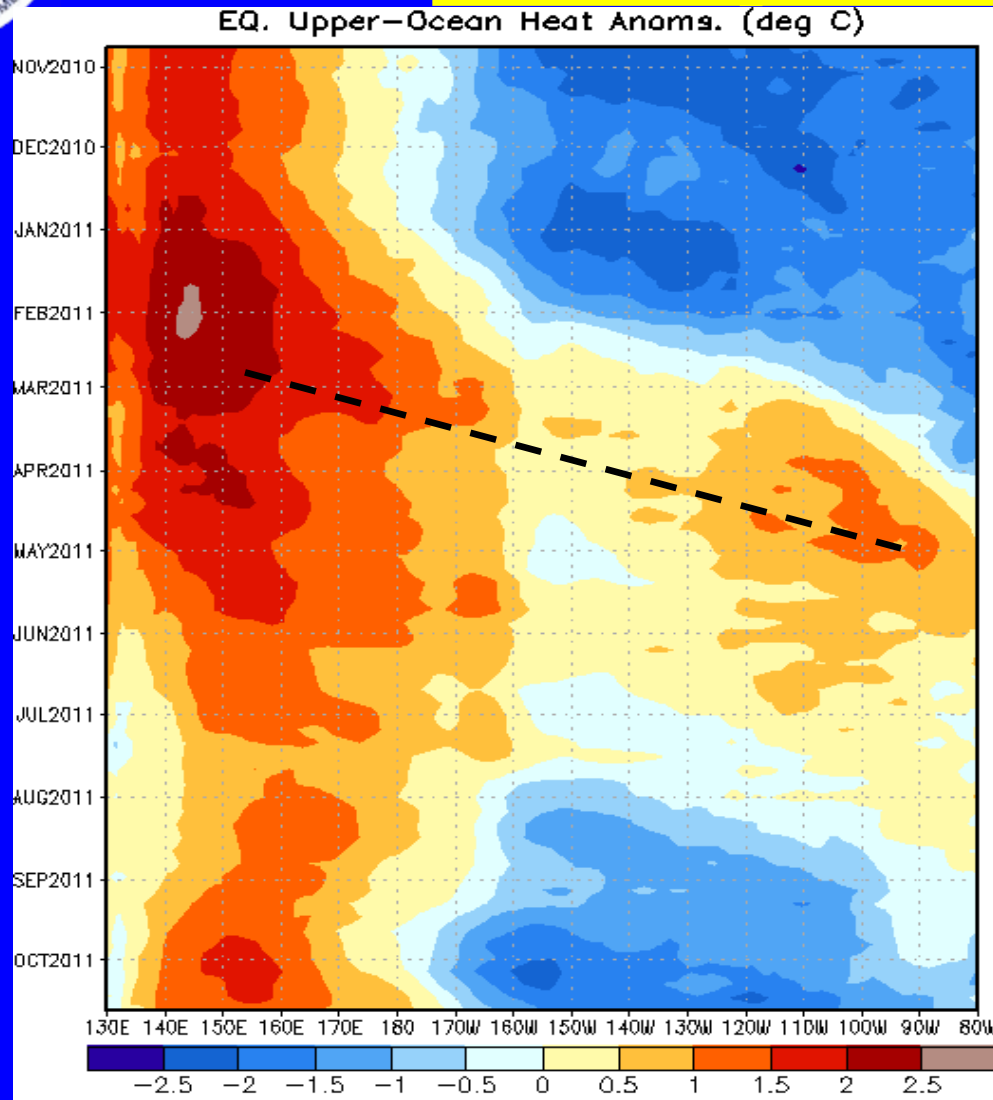 EQ. Upper-Ocean Heat Anoms. (deg C)
NOV2010
DEC2010
JAN2011
FEB2011
MAR2011
APR2011
MAY2011
JUN2011
JUL2011
AUG2011
SEP2011
OCT2011
130E 140E 150E 160E 170E 180 170W 160W 150W 140W 130W 120W 110W 100W 90W 80W
-2.5 -2 -1.5 -1 -0.5 0 0.5 1 1.5 2 2.5